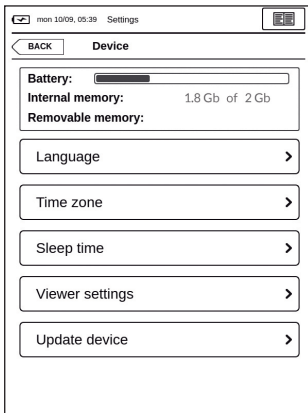 mon 10/09, 05:39 Settings
BACK Device
Battery:
Internal memory: 1.8 Gb of 2 Gb
Removable memory:
Language
Time zone
Sleep time
Viewer settings
Update device